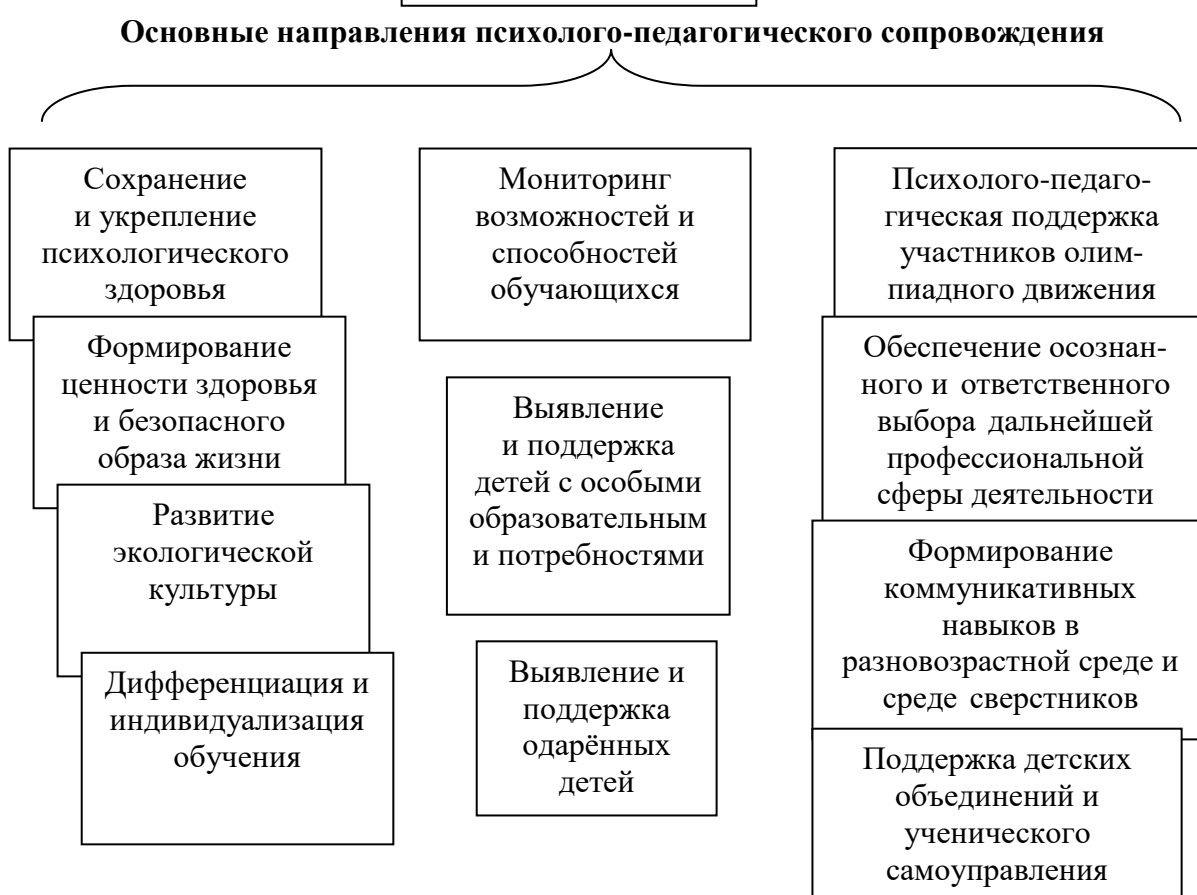 Основные направления психолого-педагогического сопровождения
Сохранение
и укрепление
психологического
здоровья
Формирование
ценности здоровья
и безопасного
образа жизни
Развитие
экологической
культуры
Дифференциация и
индивидуализация
обучения
Мониторинг
возможностей и
способностей
обучающихся
Выявление
и поддержка
детей с особыми
образовательным
и потребностями
Выявление и
поддержка
одарённых
детей
Психолого-педаго-
гическая поддержка
участников олим-
пиадного движения
Обеспечение осознан-
ного и ответственного
выбора дальнейшей
профессиональной
сферы деятельности
Формирование
коммуникативных
навыков в
разновозрастной среде и
среде сверстников
Поддержка детских
объединений и
ученического
самоуправления